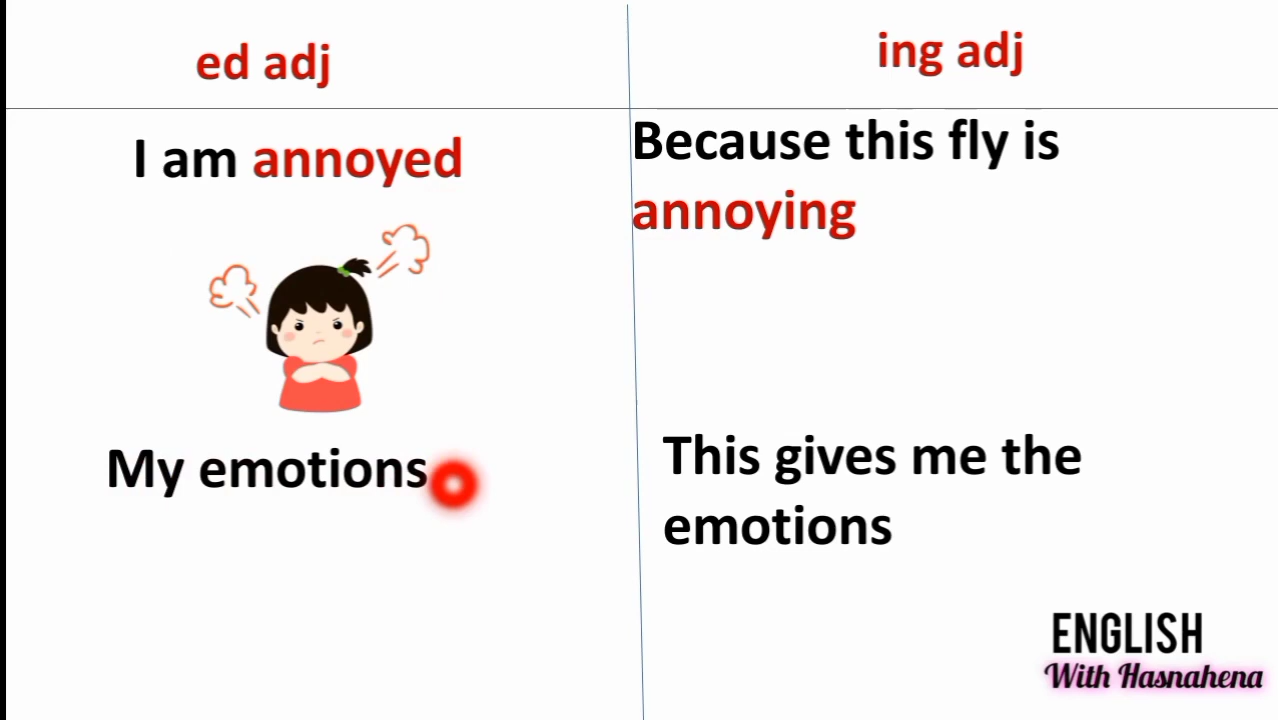 ed adj
ing adj
I am annoyed
Because this fly is
annoying
My emotions
This gives me the
emotions
ENGLISH
With Hasnahena